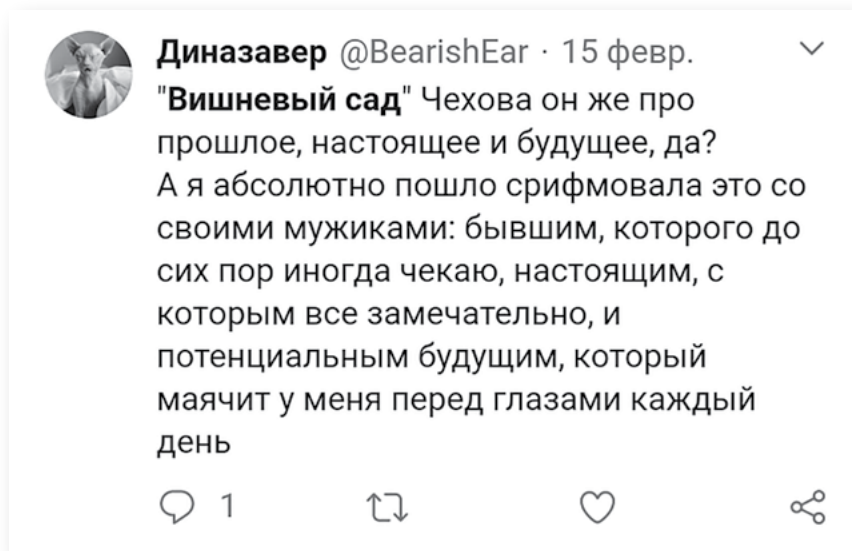 Диназавер @BearishEar · 15 февр.
"Вишневый сад" Чехова он же про
прошлое, настоящее и будущее, да?
А я абсолютно пошло срифмовала это со
своими мужиками: бывшим, которого до
сих пор иногда чекаю, настоящим, с
которым все замечательно, и
потенциальным будущим, который
маячит у меня перед глазами каждый
день
1